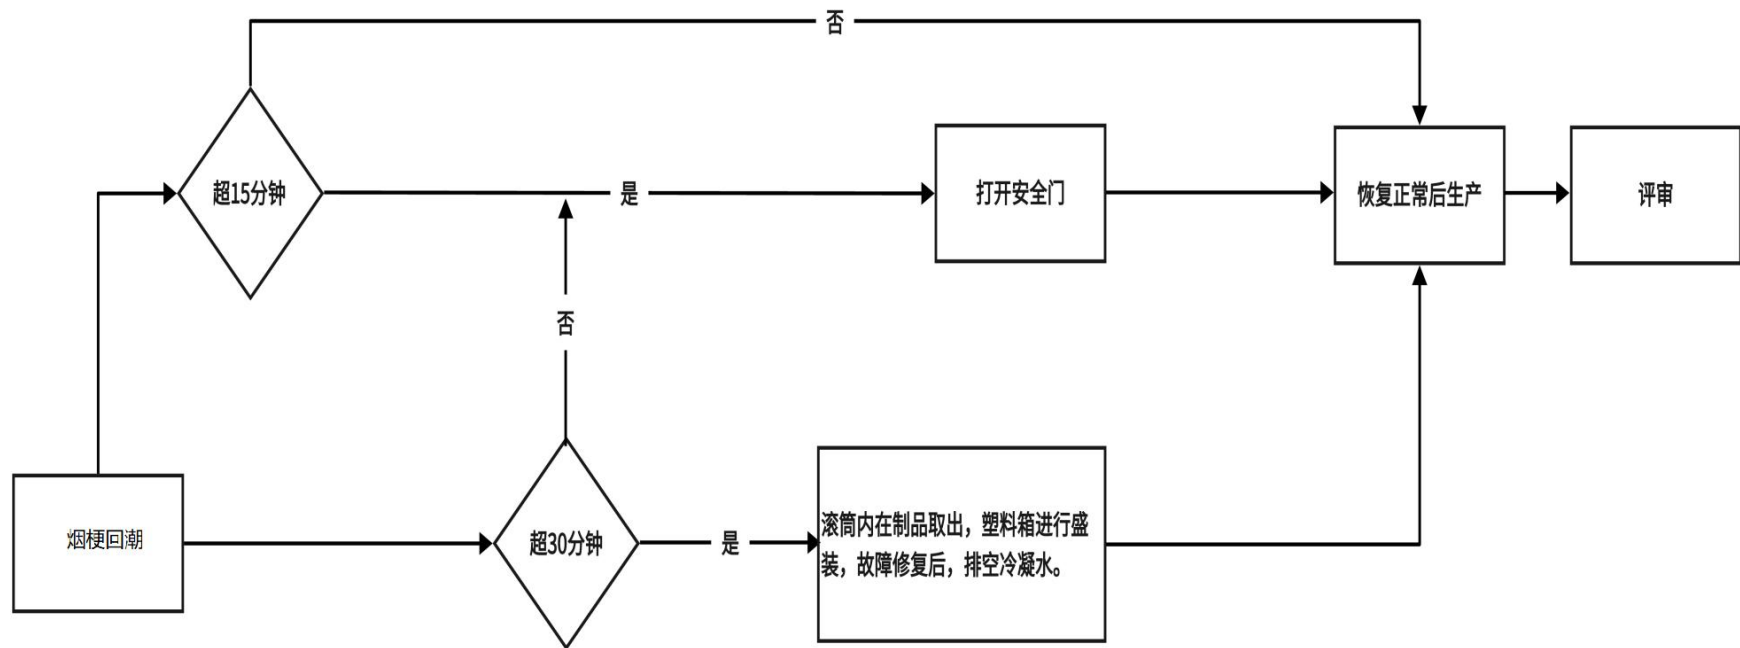 否
超15分钟
是
打开安全门
恢复正常后生产
评审
否
烟梗回潮
超30分钟
是
滚筒内在制品取出，塑料箱进行盛
装，故障修复后，排空冷凝水。